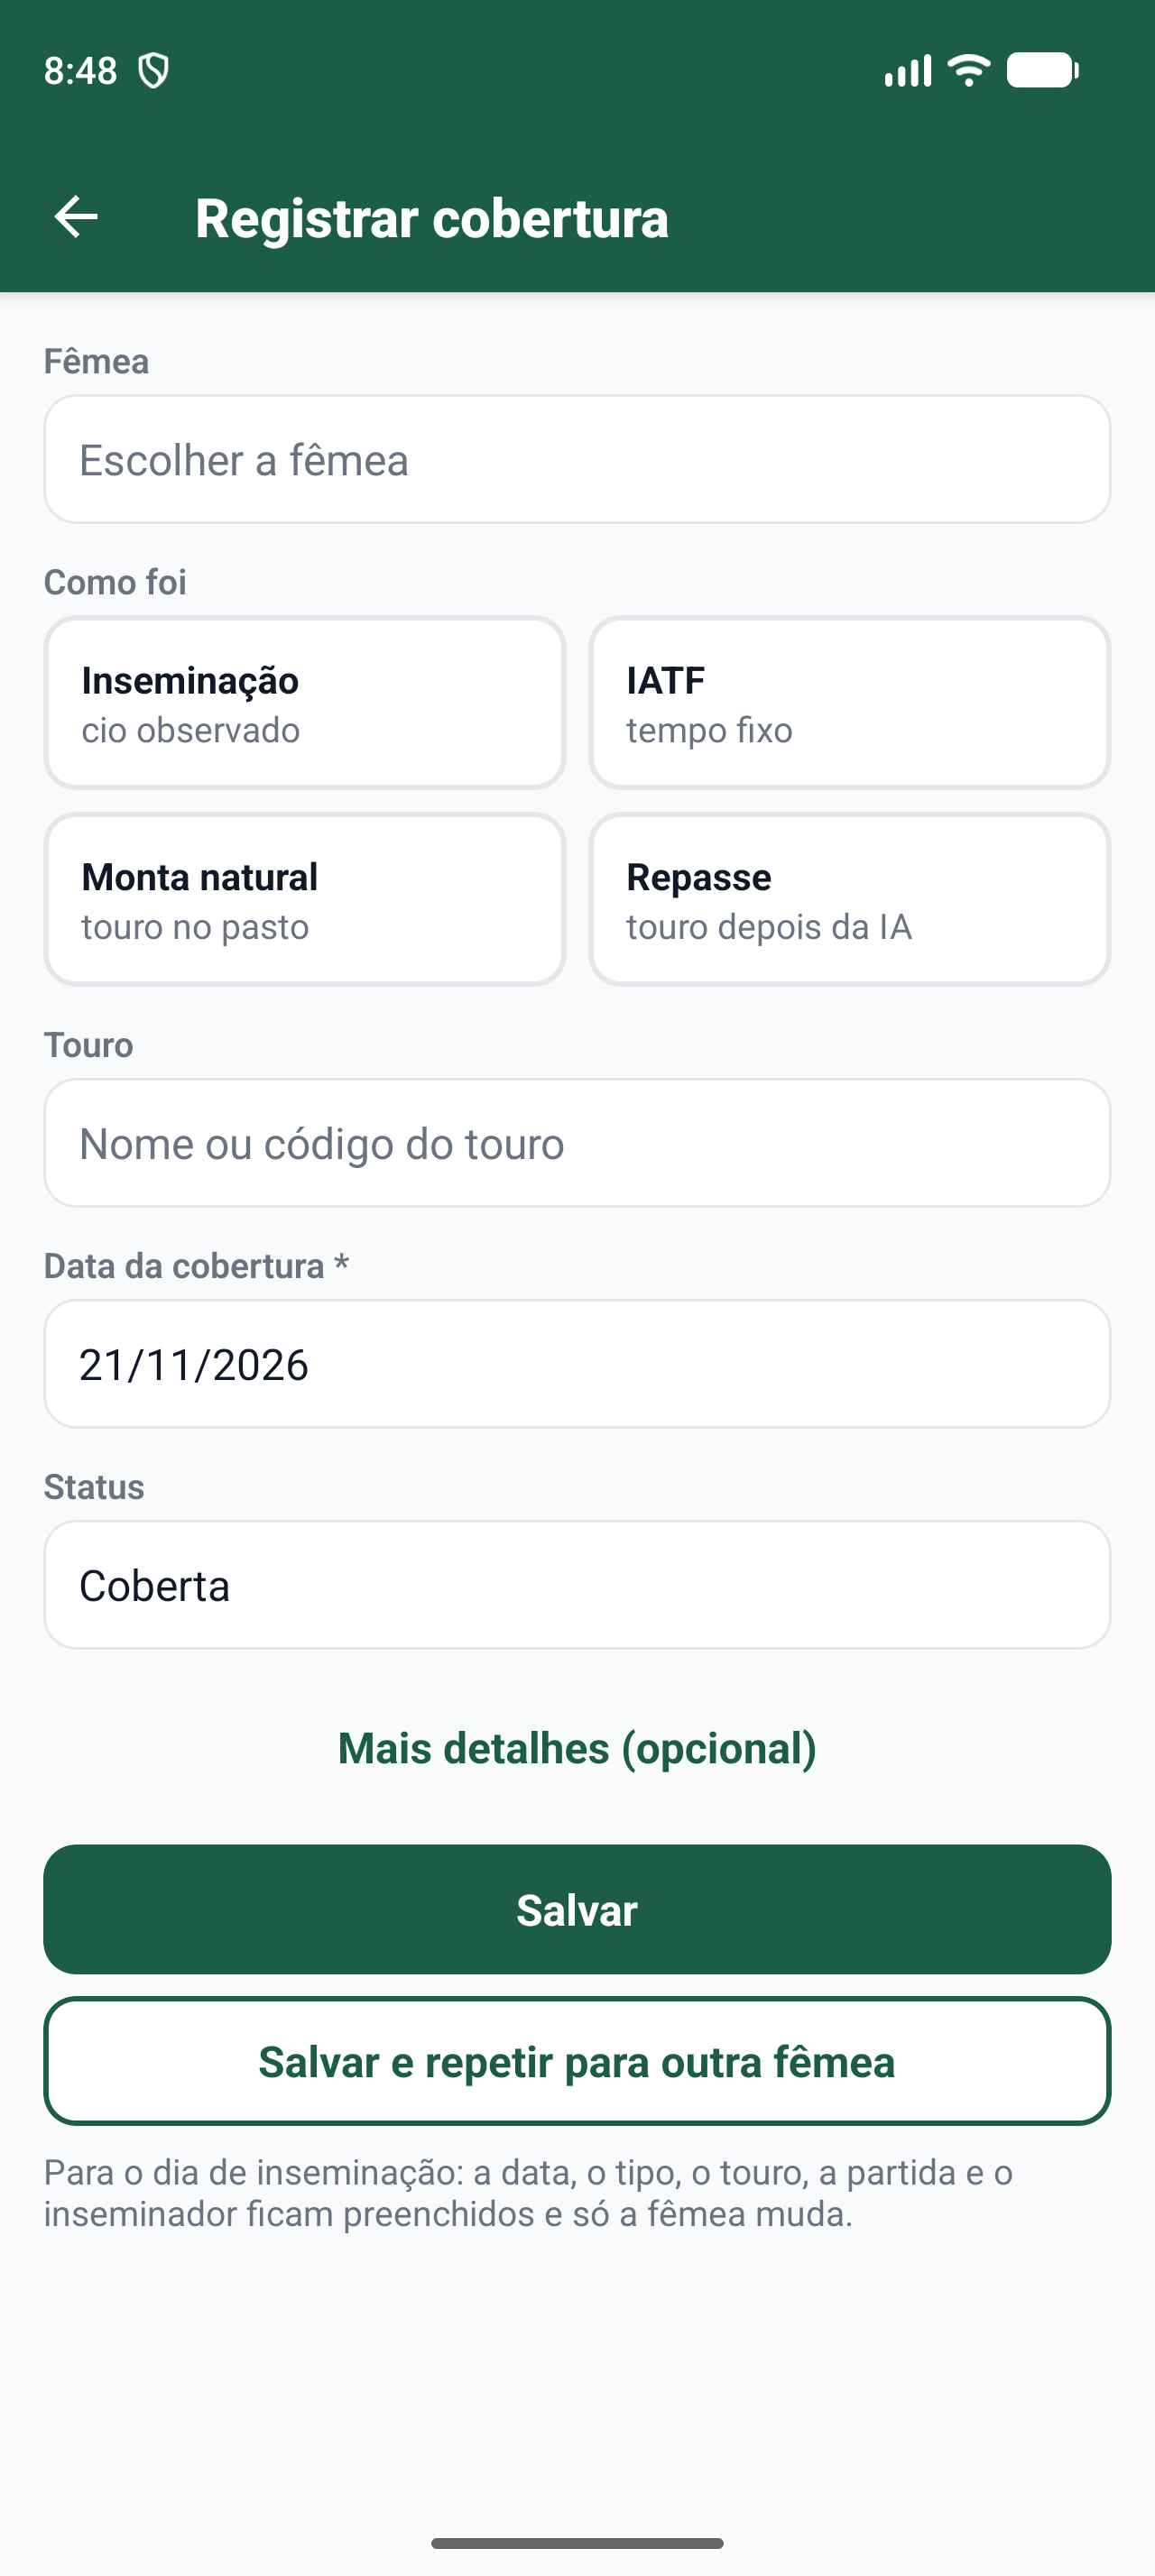 8:48
Registrar cobertura
Fêmea
Escolher a fêmea
Como foi
Inseminação
cio observado
IATF
tempo fixo
Monta natural
touro no pasto
Repasse
touro depois da IA
Touro
Nome ou código do touro
Data da cobertura *
21/11/2026
Status
Coberta
Mais detalhes (opcional)
Salvar
Salvar e repetir para outra fêmea
Para o dia de inseminação: a data, o tipo, o touro, a partida e o
inseminador ficam preenchidos e só a fêmea muda.